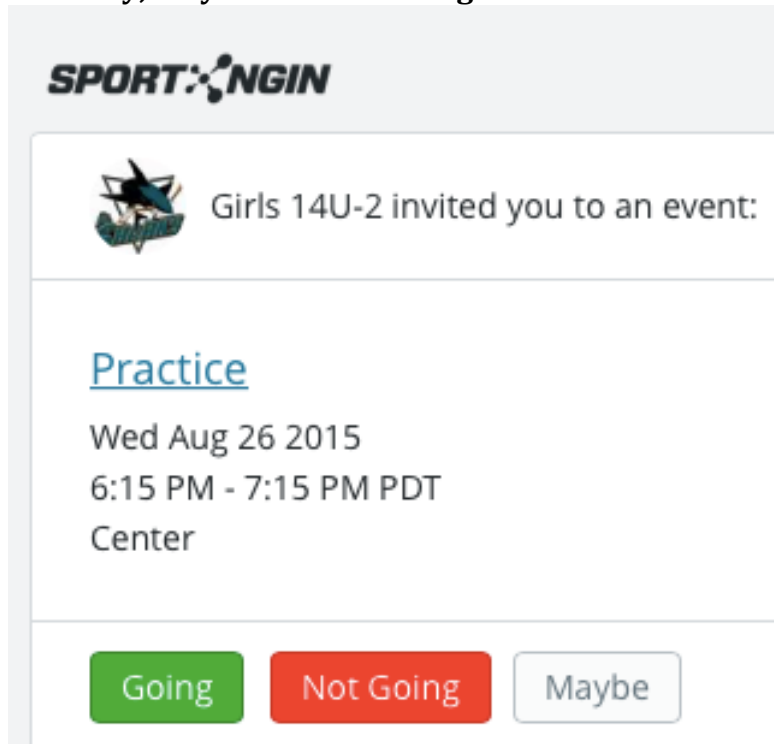 SPORT NGIN
Girls 14U-2 invited you to an event:
Practice
Wed Aug 26 2015
6:15 PM - 7:15 PM PDT
Center
Going Not Going Maybe